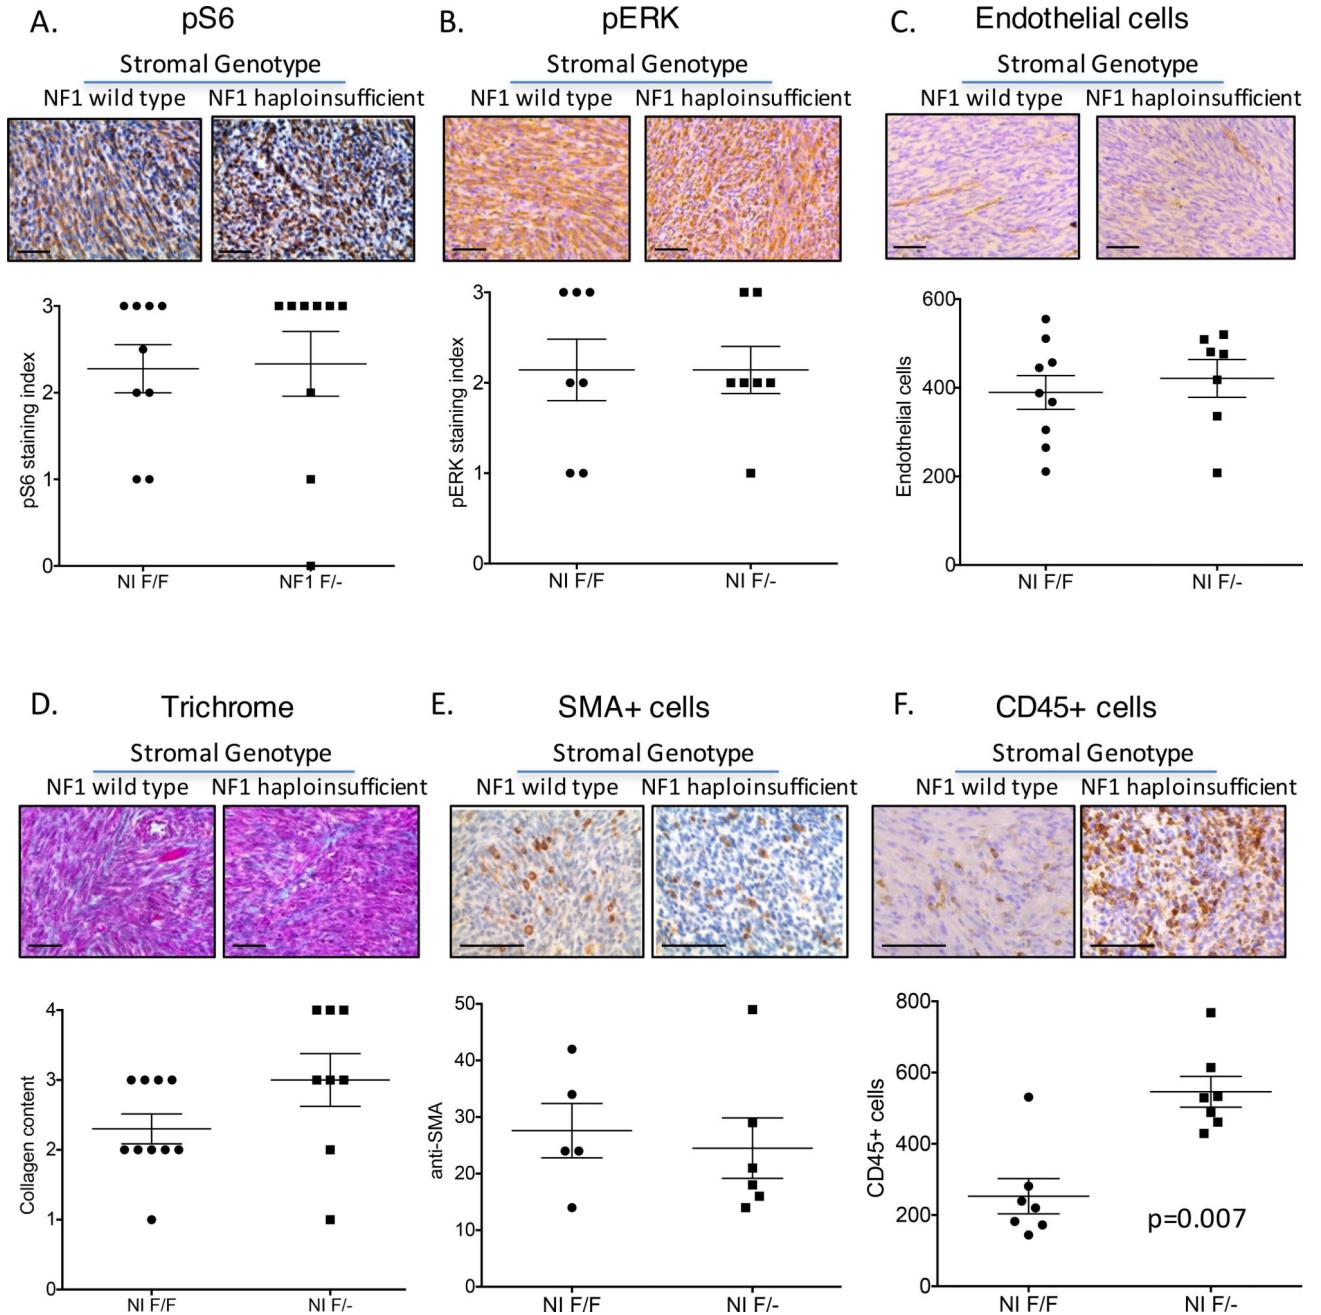 A. pS6
Stromal Genotype
NF1 wild type NF1 haploinsufficient
pS6 staining index
3
2
1
0
NI F/F NF1 F/-
B. pERK
Stromal Genotype
NF1 wild type NF1 haploinsufficient
pERK staining index
3
2
1
0
NI F/F NI F/-
C. Endothelial cells
Stromal Genotype
NF1 wild type NF1 haploinsufficient
Endothelial cells
600
400
200
0
NI F/F NI F/-
D. Trichrome
Stromal Genotype
NF1 wild type NF1 haploinsufficient
Collagen content
4
3
2
1
0
NI F/F NI F/-
E. SMA+ cells
Stromal Genotype
NF1 wild type NF1 haploinsufficient
anti-SMA
50
40
30
20
10
0
NI F/F NI F/-
F. CD45+ cells
Stromal Genotype
NF1 wild type NF1 haploinsufficient
CD45+ cells
800
600
400
200
0
p=0.007
NI F/F NI F/-